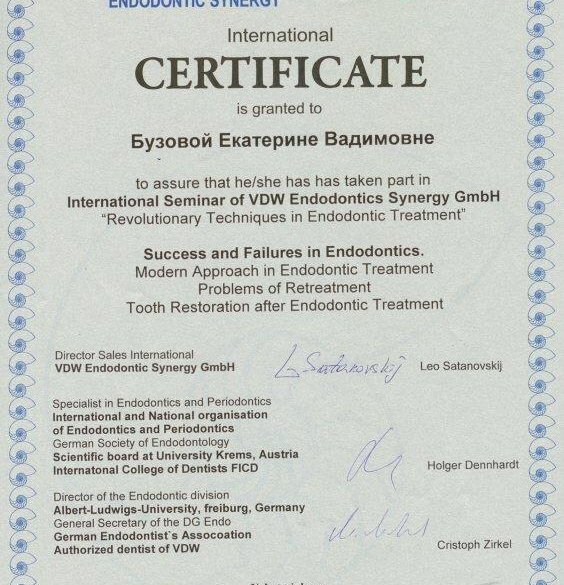 ENDODONTIC SYNERGY
International
CERTIFICATE
is granted to
Бузовой Екатерине Вадимовне
to assure that he/she has has taken part in
International Seminar of VDW Endodontics Synergy GmbH
“Revolutionary Techniques in Endodontic Treatment”
Success and Failures in Endodontics.
Modern Approach in Endodontic Treatment
Problems of Retreatment
Tooth Restoration after Endodontic Treatment
Director Sales International
VDW Endodontic Synergy GmbH
L Satanovskij
Leo Satanovskij
Specialist in Endodontics and Periodontics
International and National organisation
of Endodontics and Periodontics
German Society of Endodontology
Scientific board at University Krems, Austria
Internatonal College of Dentists FICD
Holger Dennhardt
Director of the Endodontic division
Albert-Ludwigs-University, freiburg, Germany
General Secretary of the DG Endo
German Endodontist`s Assocoation
Authorized dentist of VDW
Cristoph Zirkel